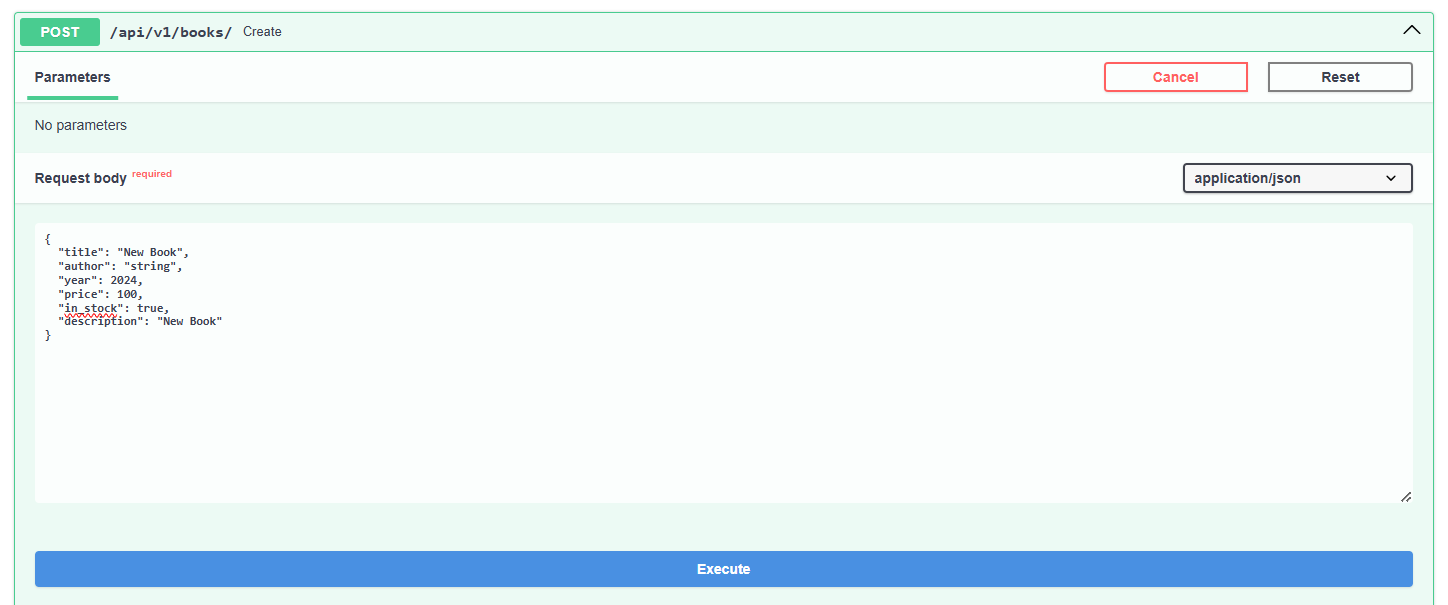 POST /api/v1/books/ Create
Parameters Cancel Reset
No parameters
Request body required application/json
{
  "title": "New Book",
  "author": "string",
  "year": 2024,
  "price": 100,
  "in_stock": true,
  "description": "New Book"
}
Execute